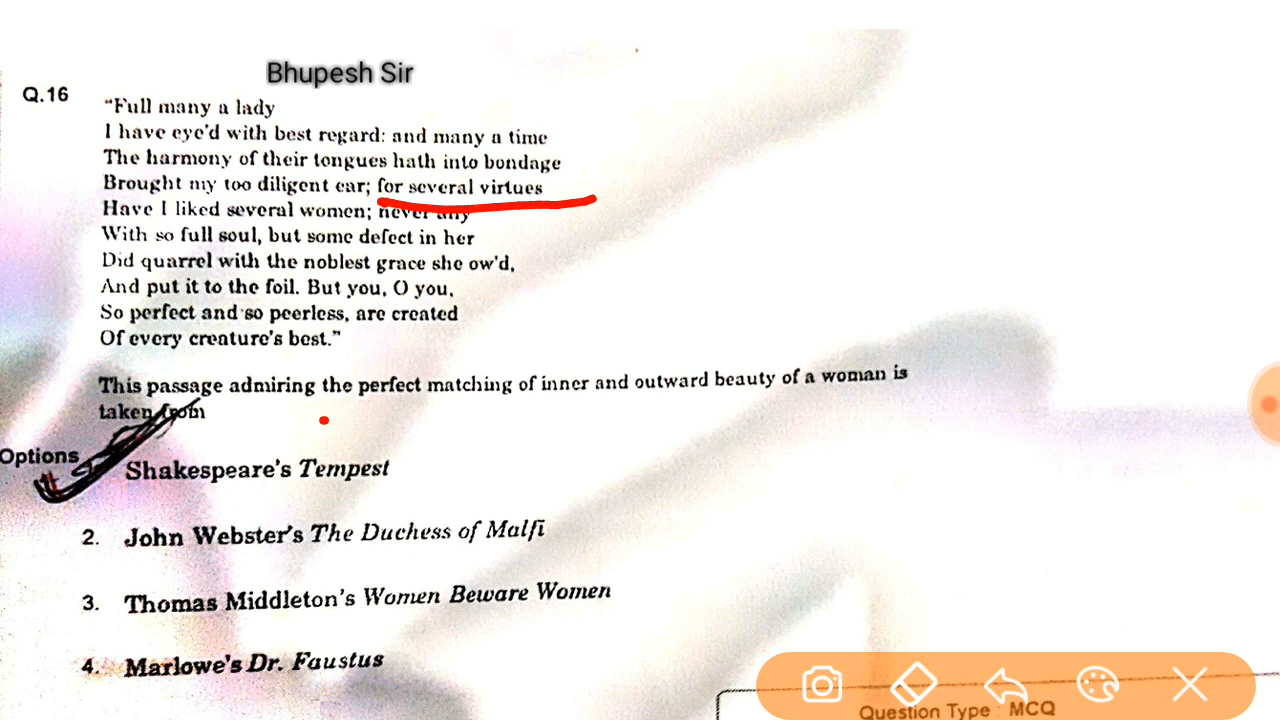 Bhupesh Sir
Q.16
“Full many a lady
I have eye'd with best regard: and many a time
The harmony of their tongues hath into bondage
Brought my too diligent ear; for several virtues
Have I liked several women; never any
With so full soul, but some defect in her
Did quarrel with the noblest grace she ow'd,
And put it to the foil. But you, O you,
So perfect and so peerless, are created
Of every creature's best.”
This passage admiring the perfect matching of inner and outward beauty of a woman is
taken from
Options
Shakespeare's Tempest
2. John Webster's The Duchess of Malfi
3. Thomas Middleton's Women Beware Women
4. Marlowe's Dr. Faustus
Question Type : MCQ